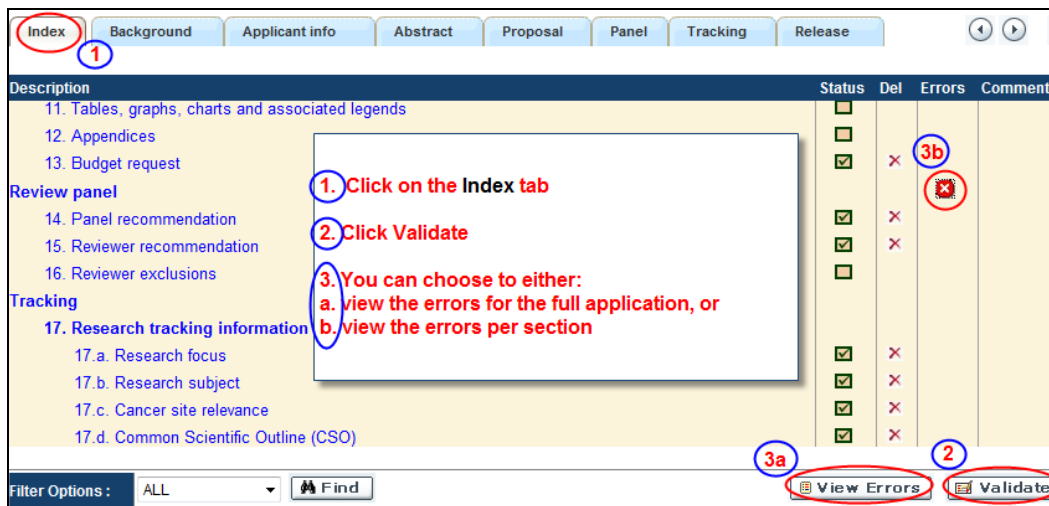 Index Background Applicant info Abstract Proposal Panel Tracking Release
1
Description Status Del Errors Comment
11. Tables, graphs, charts and associated legends
12. Appendices
13. Budget request
3b
Review panel
14. Panel recommendation
15. Reviewer recommendation
16. Reviewer exclusions
Tracking
17. Research tracking information
17.a. Research focus
17.b. Research subject
17.c. Cancer site relevance
17.d. Common Scientific Outline (CSO)
1. Click on the Index tab
2. Click Validate
3. You can choose to either:
a. view the errors for the full application, or
b. view the errors per section
3a
2
Filter Options : ALL Find View Errors Validate